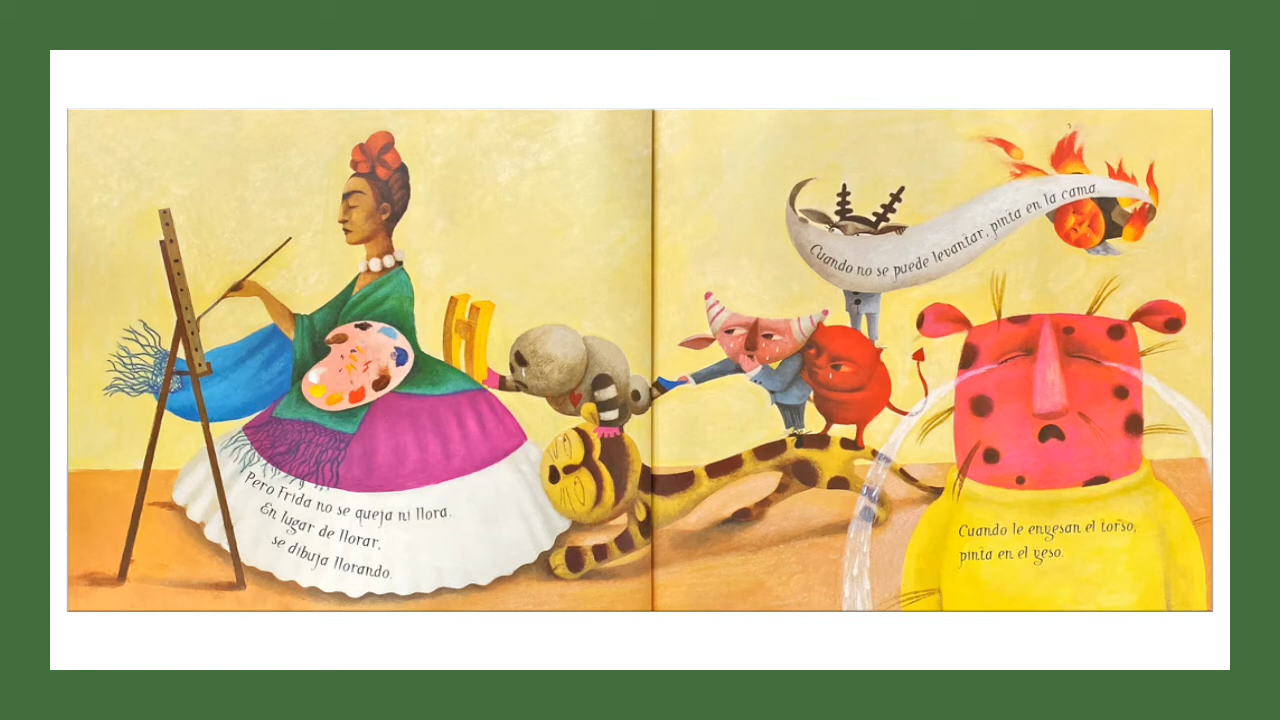 Pero Frida no se queja ni llora.
En lugar de llorar,
se dibuja llorando.
Cuando no se puede levantar, pinta en la cama.
Cuando le enyesan el torso,
pinta en el yeso.